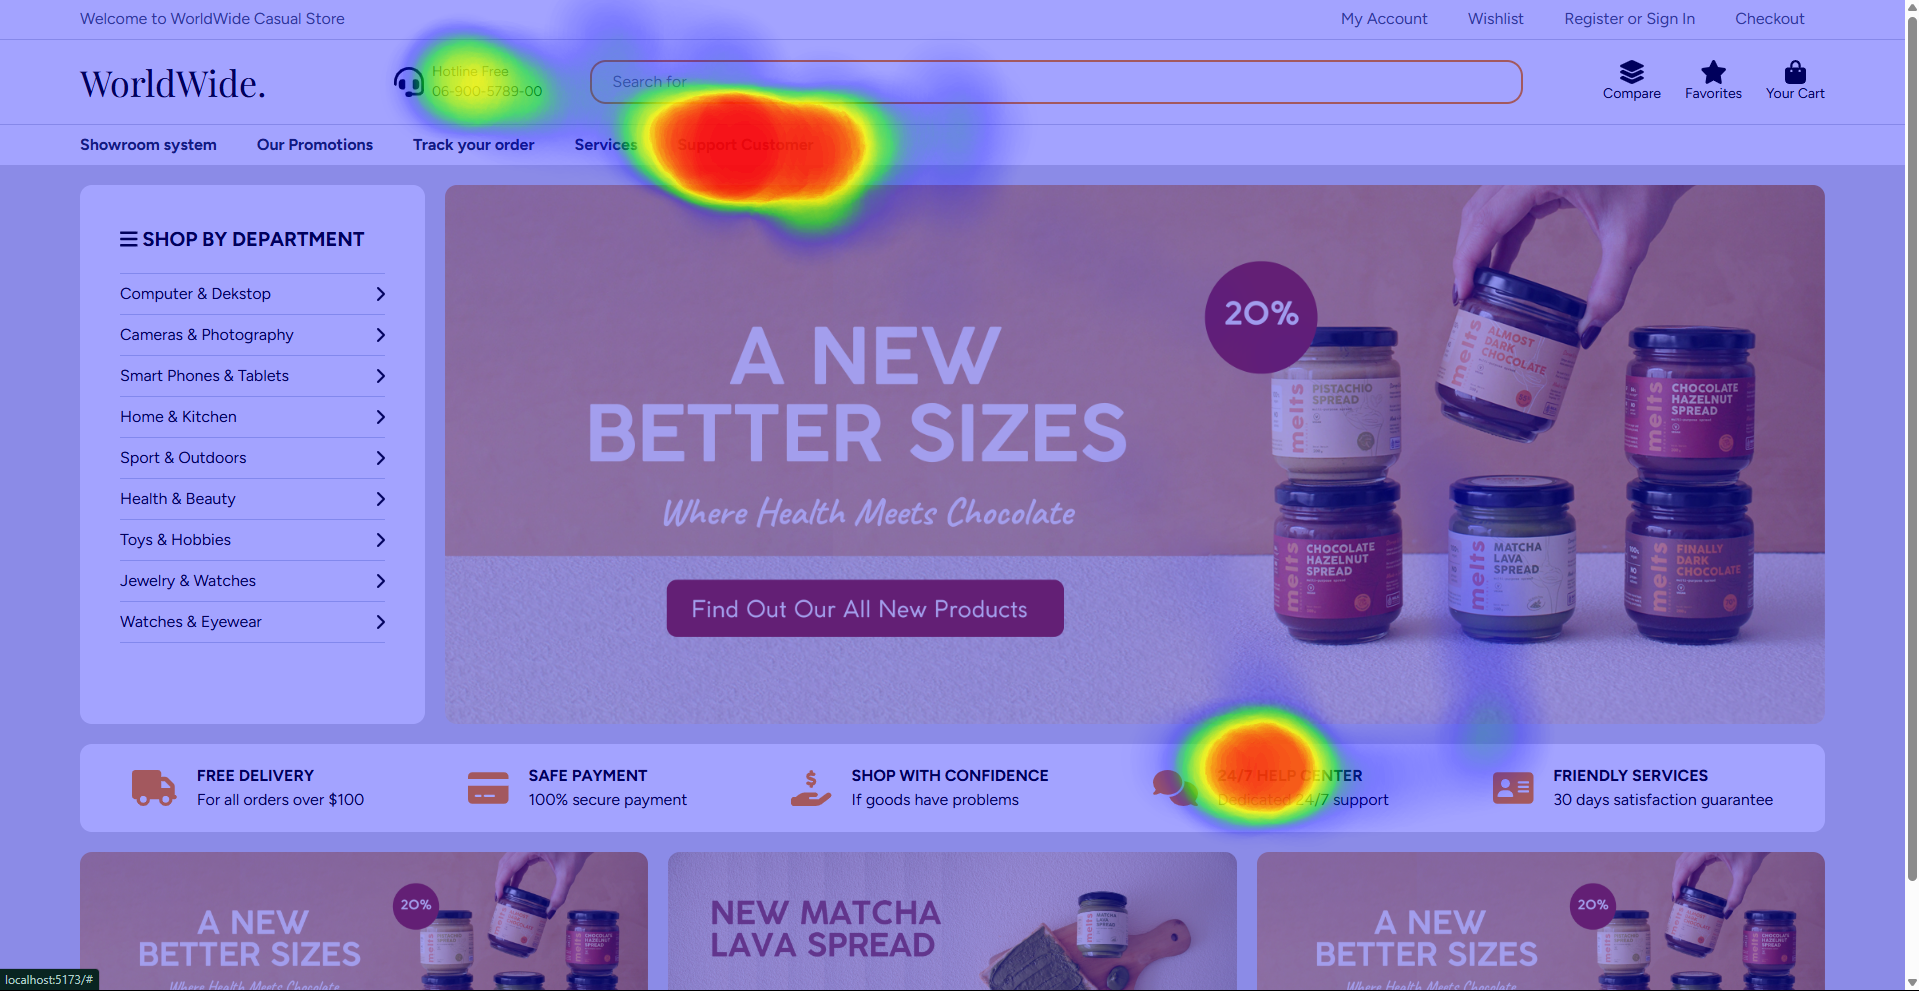 Welcome to WorldWide Casual Store
My Account
Wishlist
Register or Sign In
Checkout
WorldWide.
Hotline Free
06-900-5789-00
Search for
Compare
Favorites
Your Cart
Showroom system
Our Promotions
Track your order
Services
Support Customer
SHOP BY DEPARTMENT
Computer & Dekstop
Cameras & Photography
Smart Phones & Tablets
Home & Kitchen
Sport & Outdoors
Health & Beauty
Toys & Hobbies
Jewelry & Watches
Watches & Eyewear
A NEW
BETTER SIZES
Where Health Meets Chocolate
Find Out Our All New Products
20%
melts
PISTACHIO
SPREAD
melts
ALMOST
DARK
CHOCOLATE
melts
CHOCOLATE
HAZELNUT
SPREAD
melts
CHOCOLATE
HAZELNUT
SPREAD
melts
MATCHA
LAVA
SPREAD
melts
FINALLY
DARK
CHOCOLATE
FREE DELIVERY
For all orders over $100
SAFE PAYMENT
100% secure payment
SHOP WITH CONFIDENCE
If goods have problems
24/7 HELP CENTER
Dedicated 24/7 support
FRIENDLY SERVICES
30 days satisfaction guarantee
A NEW
BETTER SIZES
Where Health Meets Chocolate
20%
NEW MATCHA
LAVA SPREAD
A NEW
BETTER SIZES
Where Health Meets Chocolate
20%
localhost:5173/#